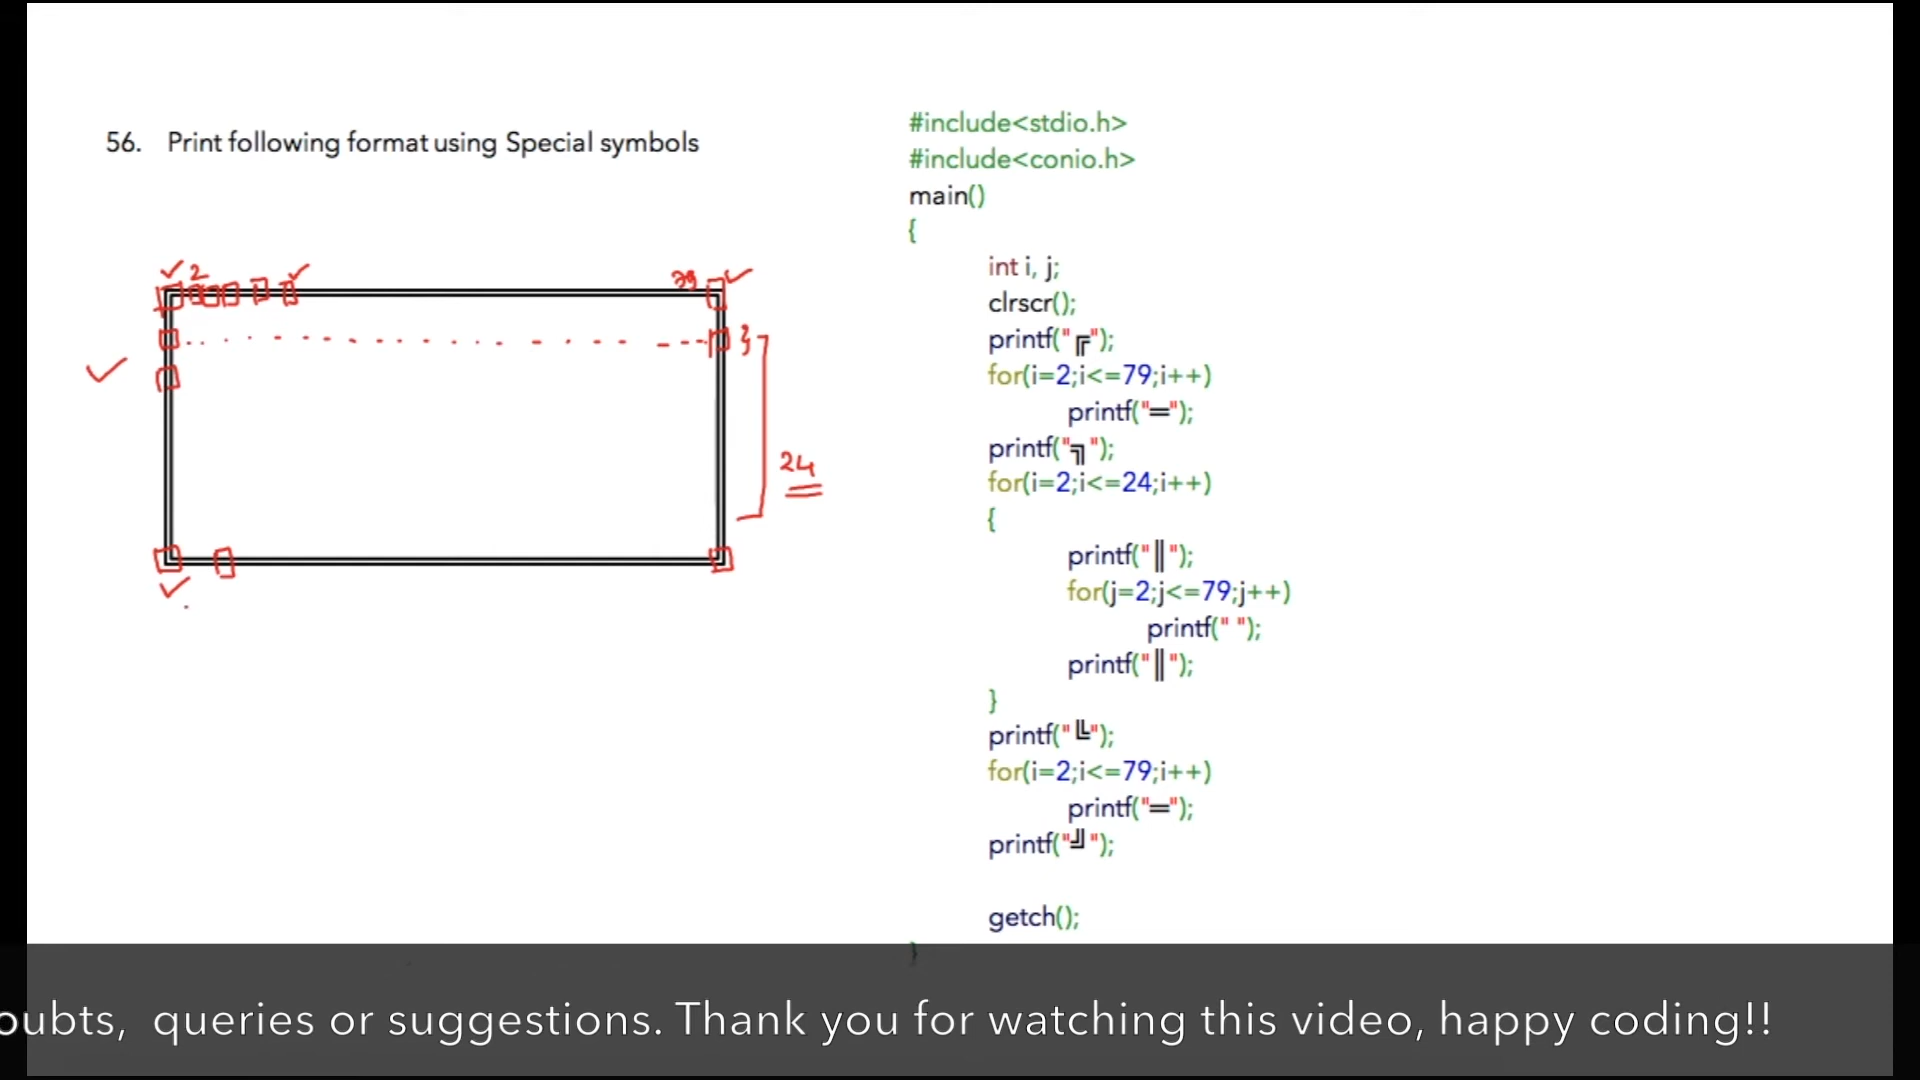 56. Print following format using Special symbols
2
39
24
#include<stdio.h>
#include<conio.h>
main()
{
int i, j;
clrscr();
printf("╔");
for(i=2;i<=79;i++)
printf("═");
printf("╗");
for(i=2;i<=24;i++)
{
printf("║");
for(j=2;j<=79;j++)
printf(" ");
printf("║");
}
printf("╚");
for(i=2;i<=79;i++)
printf("═");
printf("╝");
getch();
}
oubts, queries or suggestions. Thank you for watching this video, happy coding!!